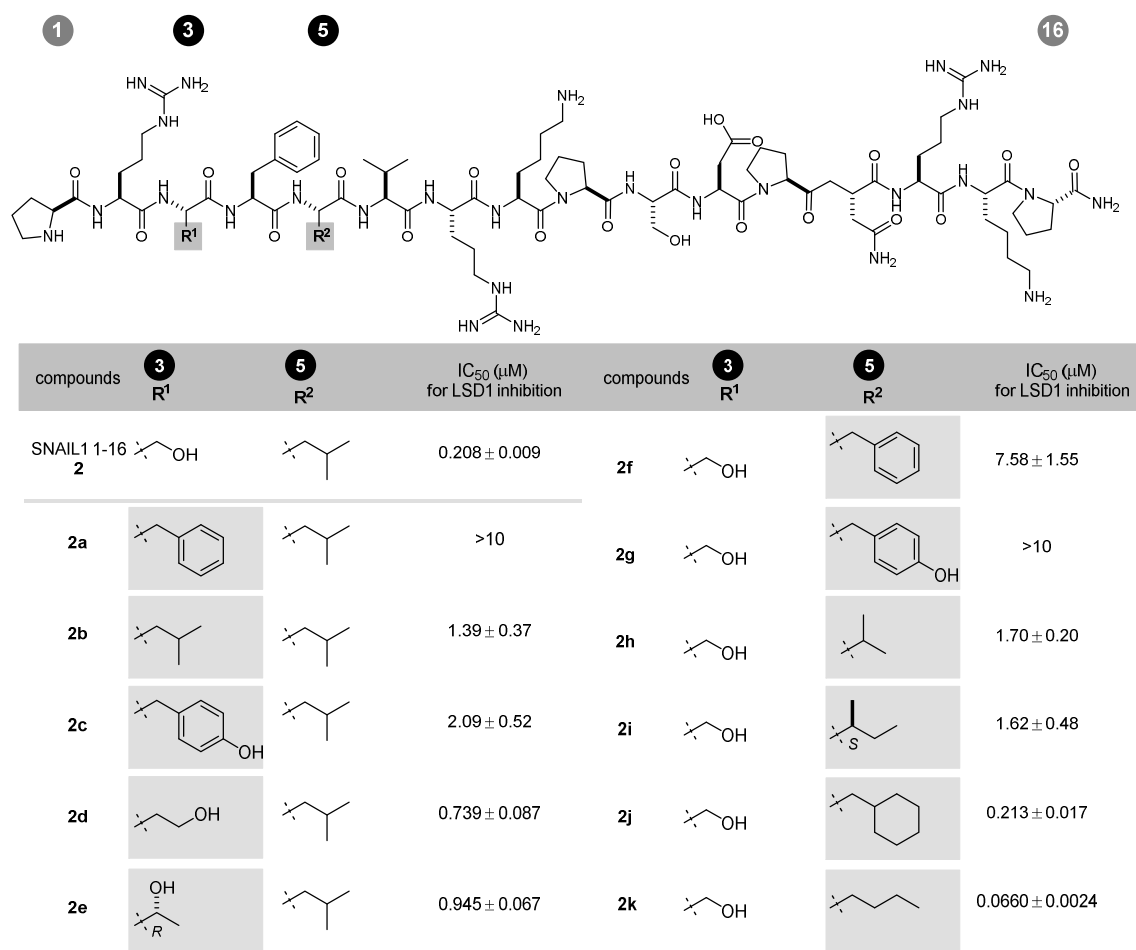 1 3 5 16
HN NH₂
NH
O
HN
NH
R¹
O
R²
NH₂
HO
O
OH
NH₂
HN NH₂
NH
NH₂
NH
HN NH₂
compounds 3 R¹ 5 R² IC₅₀ (μM) for LSD1 inhibition compounds 3 R¹ 5 R² IC₅₀ (μM) for LSD1 inhibition
SNAIL1 1-16
2 OH 0.208 ± 0.009
2f OH 7.58 ± 1.55
2a >10
2g OH OH >10
2b 1.39 ± 0.37
2h OH 1.70 ± 0.20
2c OH 2.09 ± 0.52
2i OH S 1.62 ± 0.48
2d OH 0.739 ± 0.087
2j OH 0.213 ± 0.017
2e OH R 0.945 ± 0.067
2k OH 0.0660 ± 0.0024